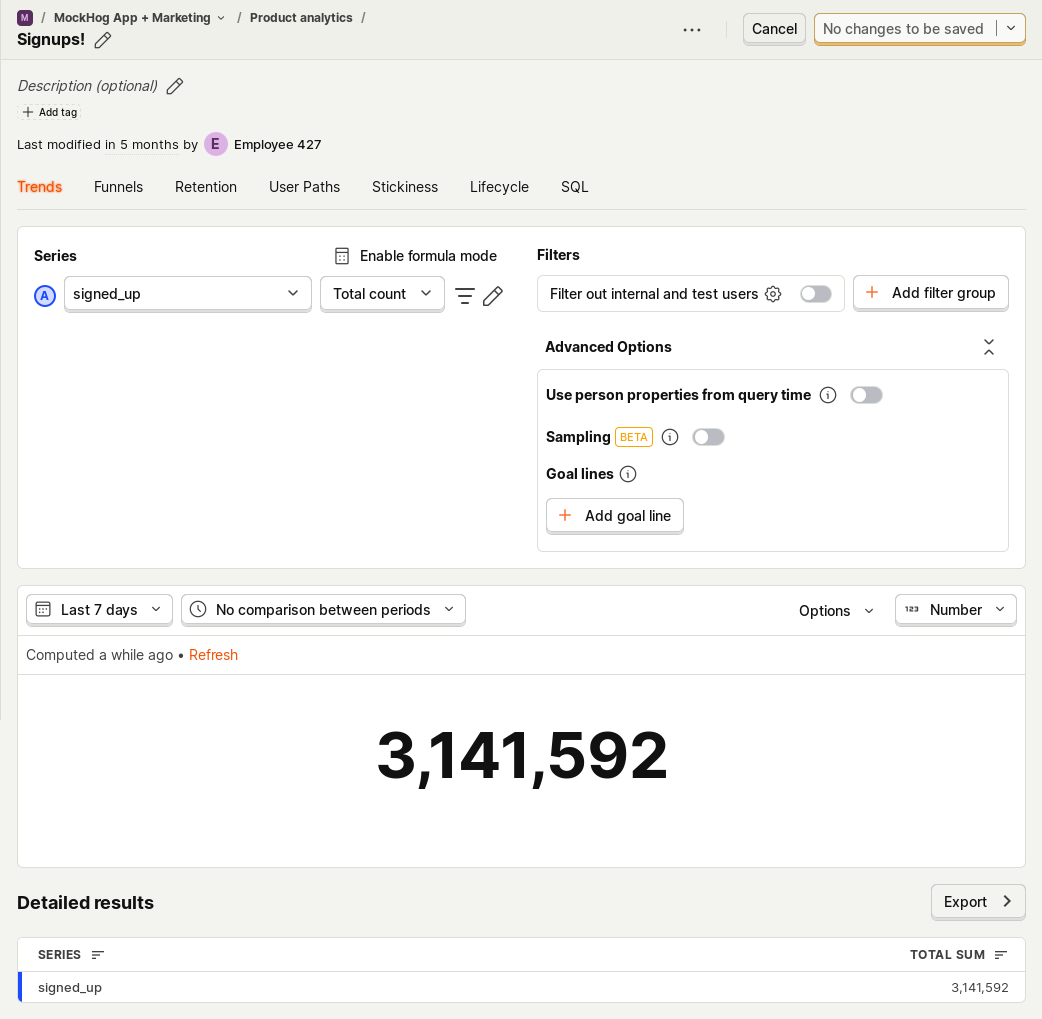 M / MockHog App + Marketing / Product analytics /
Signups!
Cancel
No changes to be saved
Description (optional)
Add tag
Last modified in 5 months by E Employee 427
Trends Funnels Retention User Paths Stickiness Lifecycle SQL
Series
Enable formula mode
A signed_up Total count
Filters
Filter out internal and test users
Add filter group
Advanced Options
Use person properties from query time
Sampling BETA
Goal lines
Add goal line
Last 7 days No comparison between periods Options 123 Number
Computed a while ago • Refresh
3,141,592
Detailed results
Export
SERIES TOTAL SUM
signed_up 3,141,592